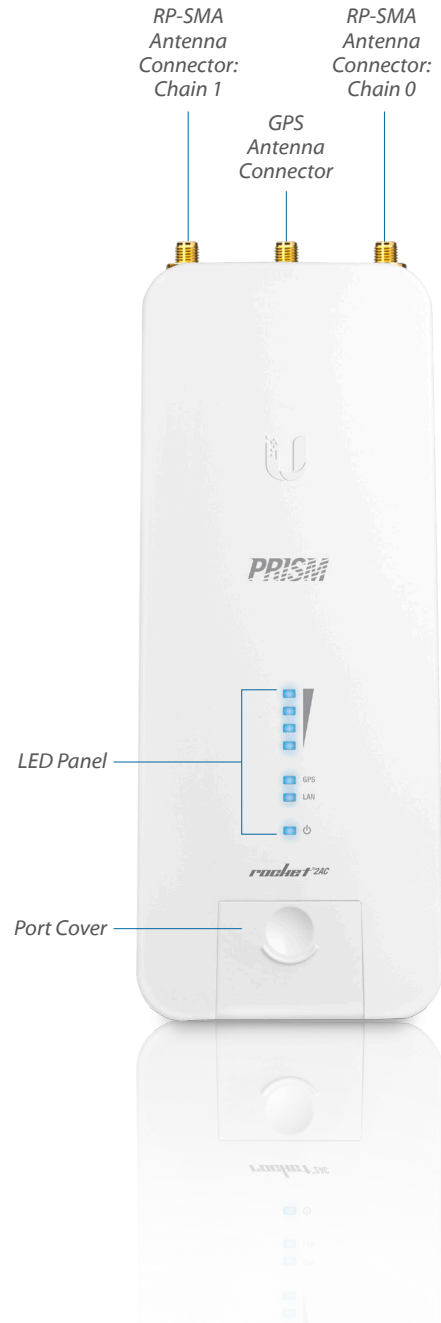 RP-SMA
Antenna
Connector:
Chain 1
RP-SMA
Antenna
Connector:
Chain 0
GPS
Antenna
Connector
PRISM
LED Panel
GPS
LAN
rocket 2AC
Port Cover